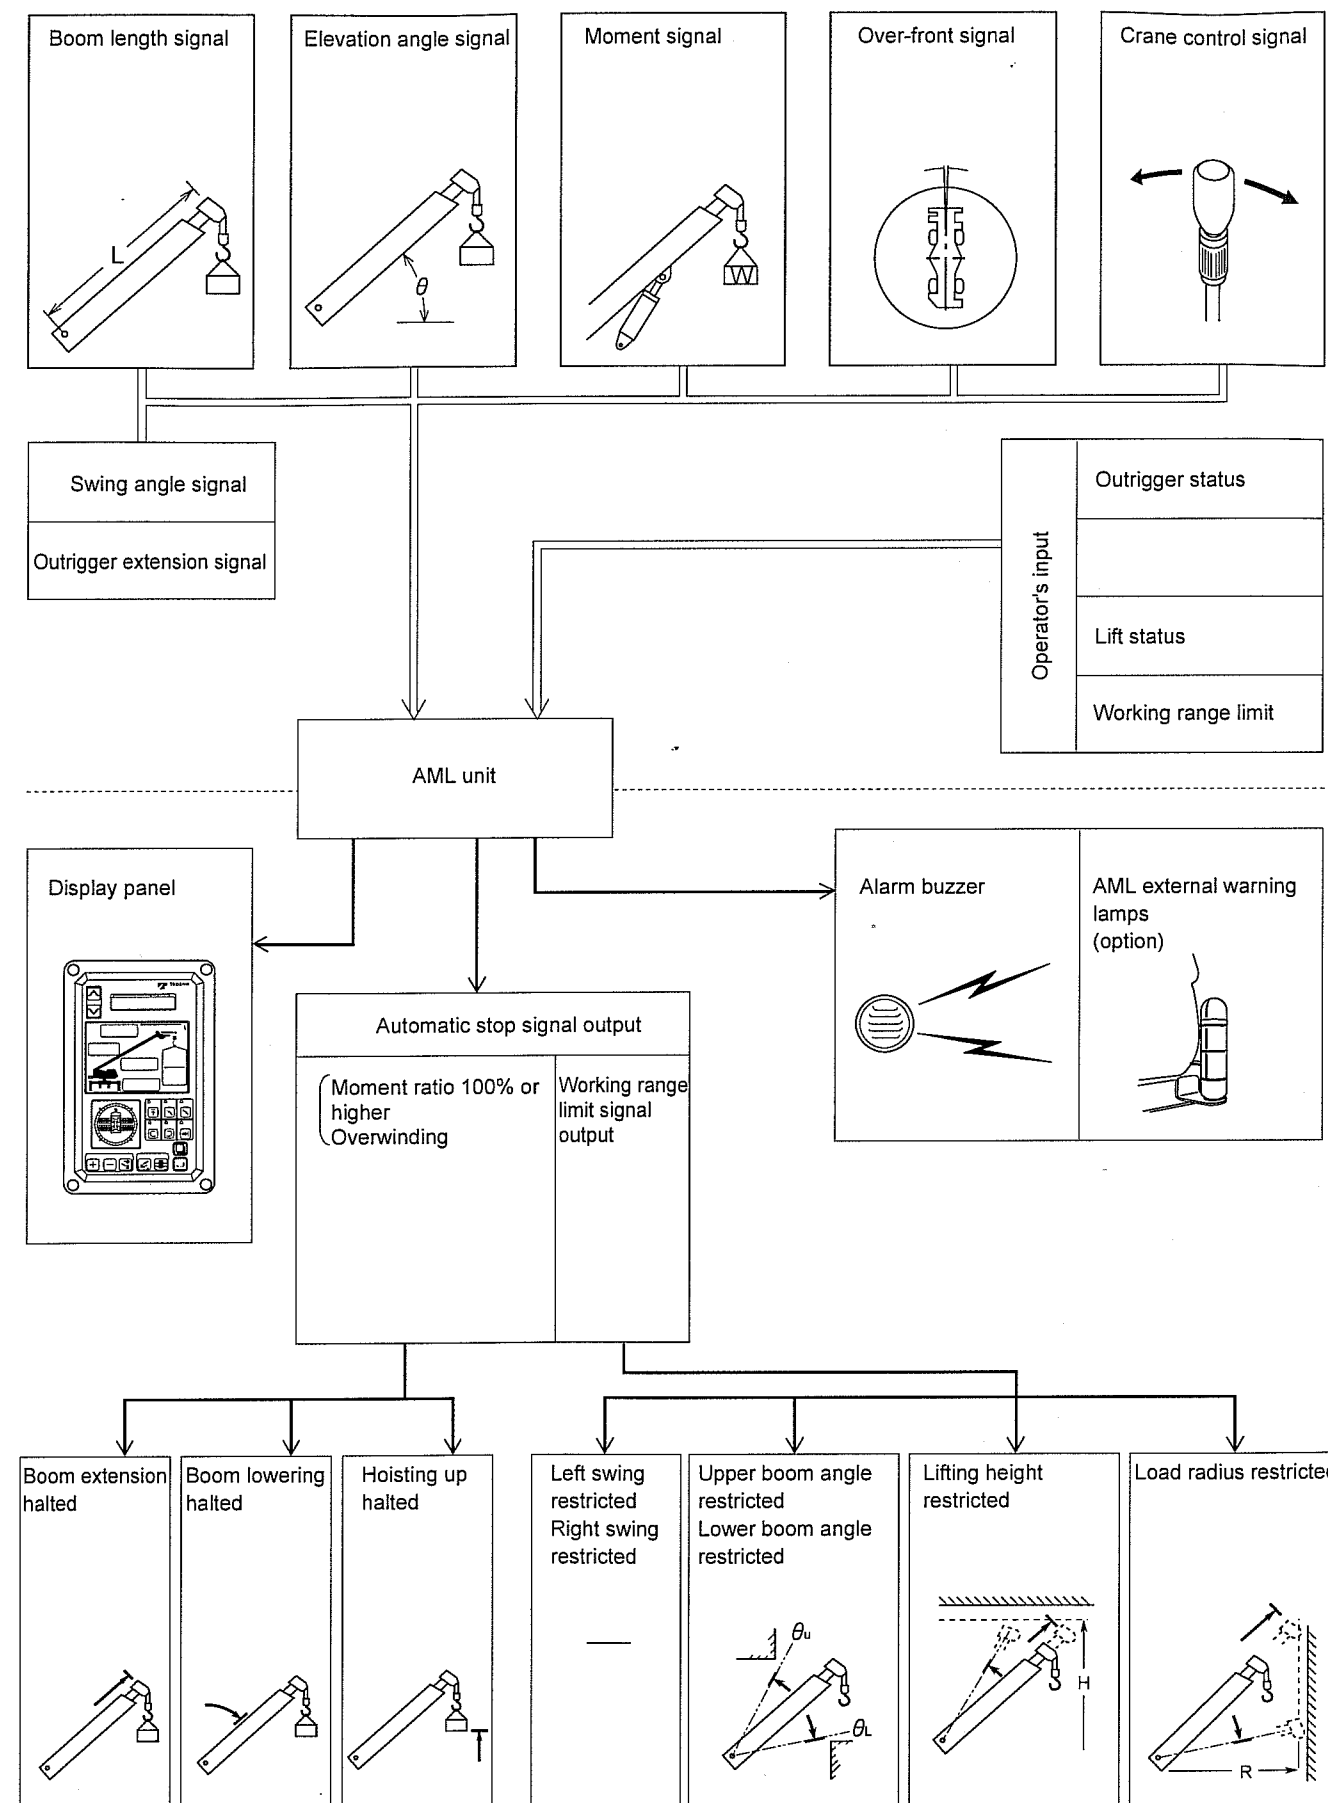 Boom length signal
Elevation angle signal
Moment signal
Over-front signal
Crane control signal
L
θ
W
Swing angle signal
Outrigger extension signal
Operator's input
Outrigger status
Lift status
Working range limit
AML unit
Display panel
Alarm buzzer
AML external warning
lamps
(option)
TADANO
Automatic stop signal output
Moment ratio 100% or
higher
Overwinding
Working range
limit signal
output
Boom extension
halted
Boom lowering
halted
Hoisting up
halted
Left swing
restricted
Right swing
restricted
Upper boom angle
restricted
Lower boom angle
restricted
θu
θL
Lifting height
restricted
H
Load radius restricted
R